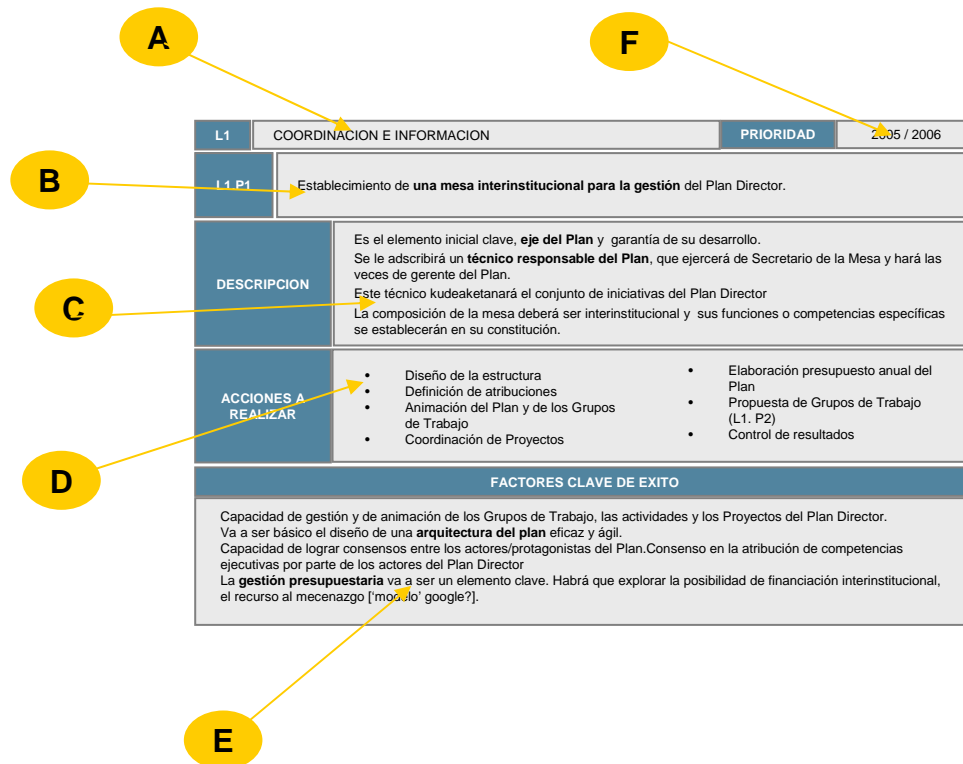 A
F
L1 COORDINACION E INFORMACION PRIORIDAD 2005 / 2006
B
L1.P1 Establecimiento de una mesa interinstitucional para la gestión del Plan Director.
DESCRIPCION
Es el elemento inicial clave, eje del Plan y garantía de su desarrollo.
Se le adscribirá un técnico responsable del Plan, que ejercerá de Secretario de la Mesa y hará las
veces de gerente del Plan.
Este técnico kudeaketanará el conjunto de iniciativas del Plan Director
La composición de la mesa deberá ser interinstitucional y sus funciones o competencias específicas
se establecerán en su constitución.
C
ACCIONES A
REALIZAR
• Diseño de la estructura
• Definición de atribuciones
• Animación del Plan y de los Grupos
de Trabajo
• Coordinación de Proyectos
• Elaboración presupuesto anual del
Plan
• Propuesta de Grupos de Trabajo
(L1. P2)
• Control de resultados
D
FACTORES CLAVE DE EXITO
Capacidad de gestión y de animación de los Grupos de Trabajo, las actividades y los Proyectos del Plan Director.
Va a ser básico el diseño de una arquitectura del plan eficaz y ágil.
Capacidad de lograr consensos entre los actores/protagonistas del Plan.Consenso en la atribución de competencias
ejecutivas por parte de los actores del Plan Director
La gestión presupuestaria va a ser un elemento clave. Habrá que explorar la posibilidad de financiación interinstitucional,
el recurso al mecenazgo [‘modelo’ google?].
E